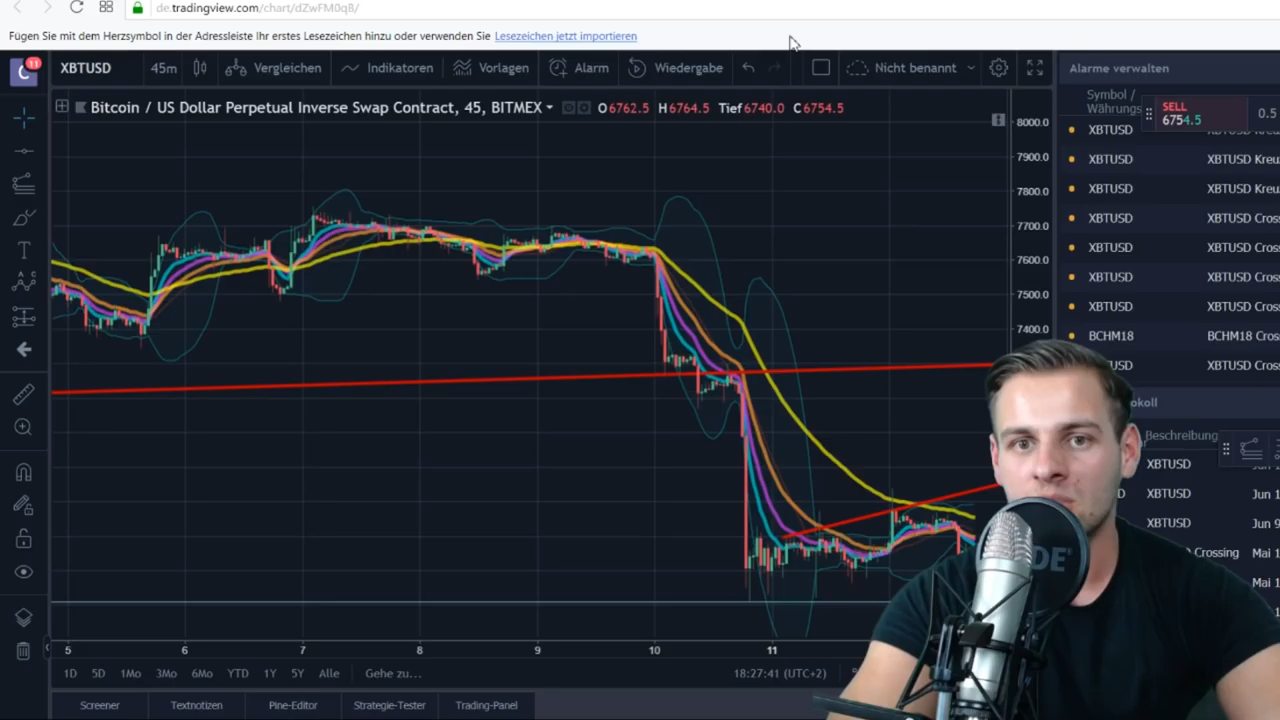 de.tradingview.com/chart/dZwFM0qB/
Fügen Sie mit dem Herzsymbol in der Adressleiste Ihr erstes Lesezeichen hinzu oder verwenden Sie Lesezeichen jetzt importieren
C 11 XBTUSD 45m Vergleichen Indikatoren Vorlagen Alarm Wiedergabe Nicht benannt
Alarme verwalten
Bitcoin / US Dollar Perpetual Inverse Swap Contract, 45, BITMEX O6762.5 H6764.5 Tief6740.0 C6754.5
Symbol /
Währungs
SELL
6754.5
0.5
XBTUSD XBTUSD Kreu
XBTUSD XBTUSD Kreu
XBTUSD XBTUSD Kreu
XBTUSD XBTUSD Cross
XBTUSD XBTUSD Cross
XBTUSD XBTUSD Cross
XBTUSD XBTUSD Cross
BCHM18 BCHM18 Cross
SD XBTUSD Cross
okoll
Beschreibung
XBTUSD
D XBTUSD Jun 1
XBTUSD Jun 9
Crossing Mai 1
Mai 1
8000.0
7900.0
7800.0
7700.0
7600.0
7500.0
7400.0
5 6 7 8 9 10 11
1D 5D 1Mo 3Mo 6Mo YTD 1Y 5Y Alle Gehe zu... 18:27:41 (UTC+2)
Screener Textnotizen Pine-Editor Strategie-Tester Trading-Panel
DE